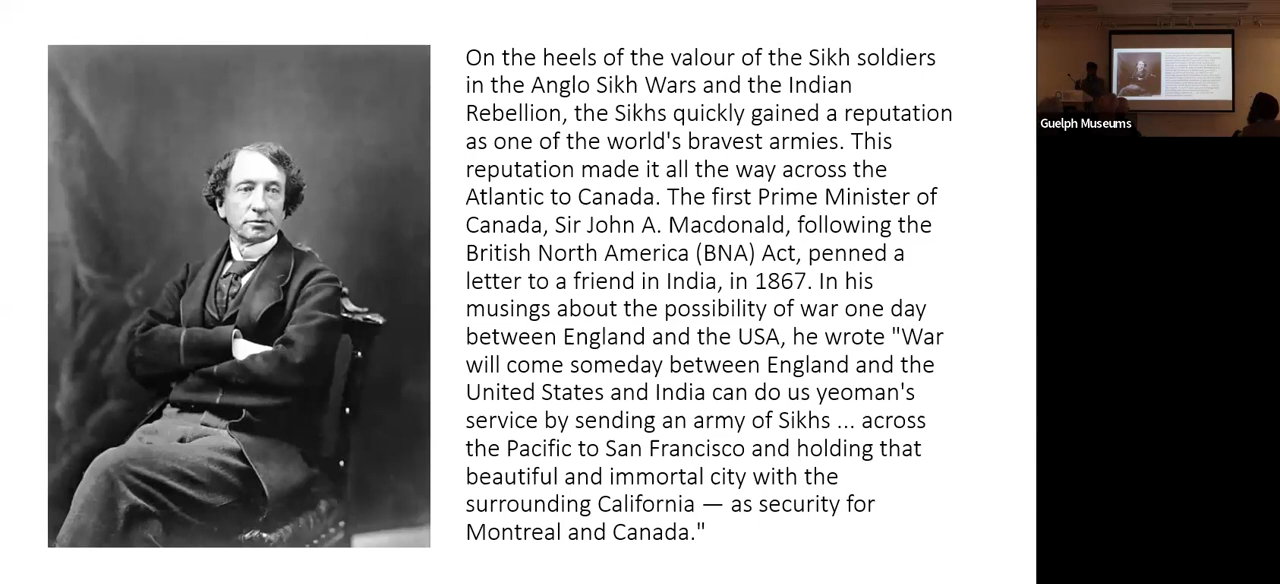 On the heels of the valour of the Sikh soldiers
in the Anglo Sikh Wars and the Indian
Rebellion, the Sikhs quickly gained a reputation
as one of the world's bravest armies. This
reputation made it all the way across the
Atlantic to Canada. The first Prime Minister of
Canada, Sir John A. Macdonald, following the
British North America (BNA) Act, penned a
letter to a friend in India, in 1867. In his
musings about the possibility of war one day
between England and the USA, he wrote "War
will come someday between England and the
United States and India can do us yeoman's
service by sending an army of Sikhs ... across
the Pacific to San Francisco and holding that
beautiful and immortal city with the
surrounding California — as security for
Montreal and Canada."
Guelph Museums